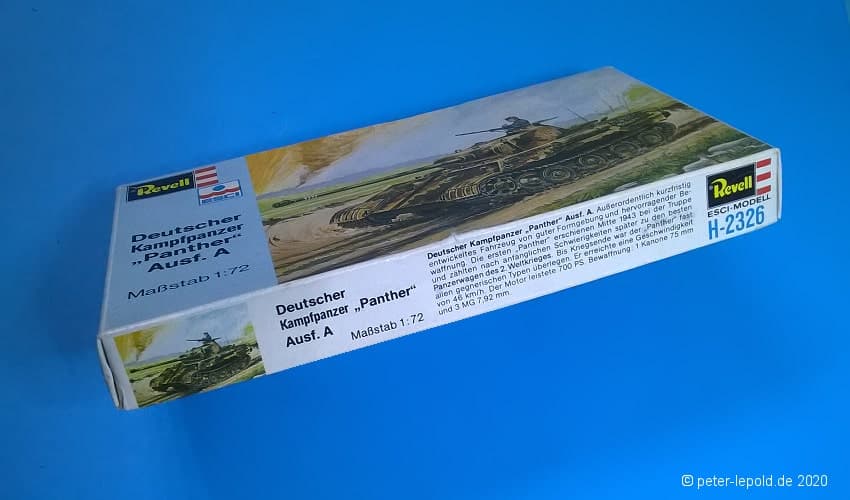 Revell
ESCI
Deutscher
Kampfpanzer
„Panther“
Ausf. A
Maßstab 1:72
Deutscher
Kampfpanzer „Panther“
Ausf. A Maßstab 1:72
Deutscher Kampfpanzer „Panther“ Ausf. A. Außerordentlich kurzfristig
entwickeltes Fahrzeug von guter Formgebung und hervorragender Be-
waffnung. Die ersten „Panther“ erschienen Mitte 1943 bei der Truppe
und zählten nach anfänglichen Schwierigkeiten später zu den besten
Panzerwagen des 2. Weltkrieges. Bis Kriegsende war der „Panther“ fast
allen gegnerischen Typen überlegen. Er erreichte eine Geschwindigkeit
von 46 km/h. Der Motor leistete 700 PS. Bewaffnung: 1 Kanone 75 mm
und 3 MG 7,92 mm.
Revell
ESCI-MODELL
H-2326
© peter-lepold.de 2020